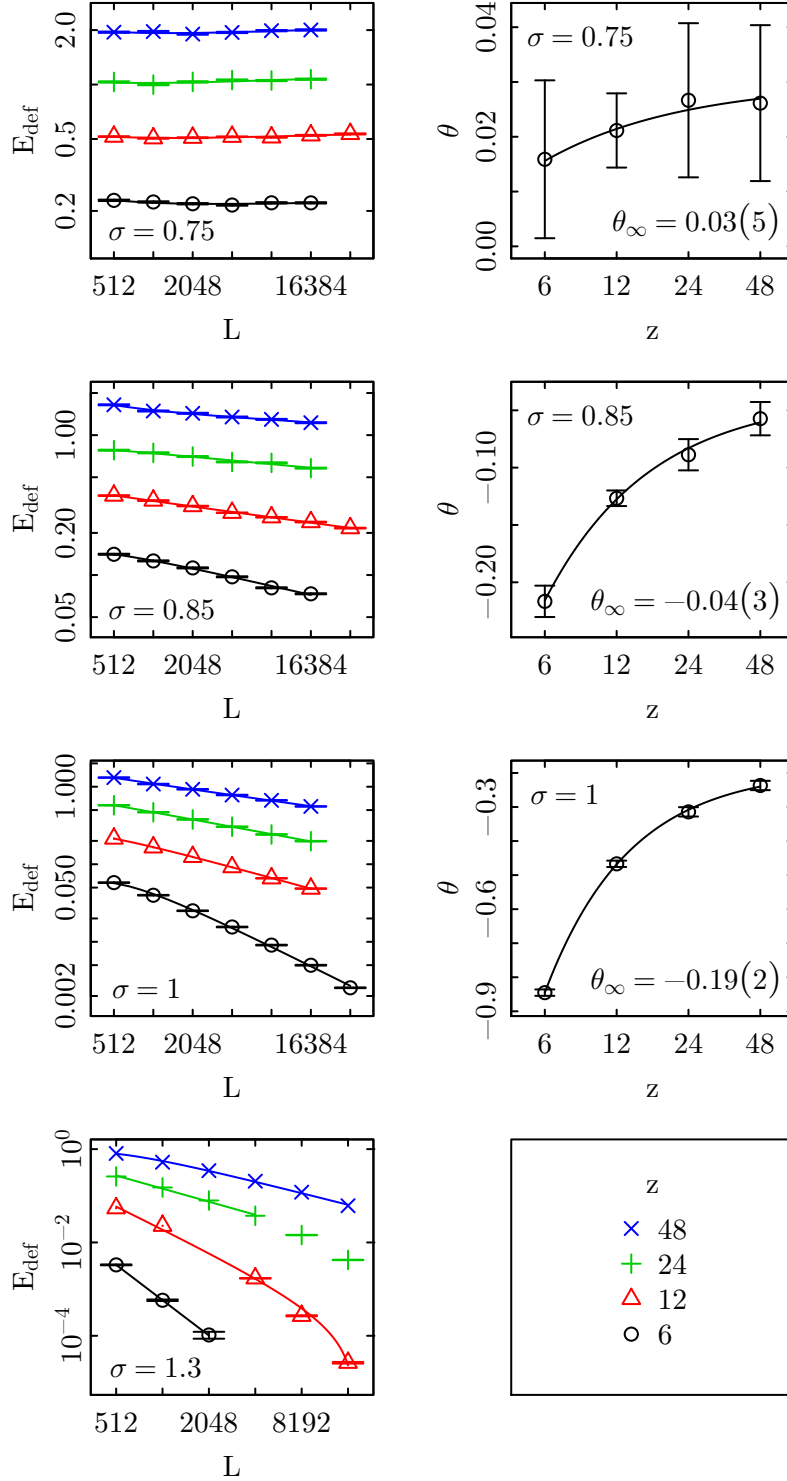 2.0
0.5
0.2
E_def
σ = 0.75
512 2048 16384
L
0.04
0.02
0.00
θ
σ = 0.75
θ_∞ = 0.03(5)
6 12 24 48
z
1.00
0.20
0.05
E_def
σ = 0.85
512 2048 16384
L
−0.10
−0.20
θ
σ = 0.85
θ_∞ = −0.04(3)
6 12 24 48
z
1.000
0.050
0.002
E_def
σ = 1
512 2048 16384
L
−0.3
−0.6
−0.9
θ
σ = 1
θ_∞ = −0.19(2)
6 12 24 48
z
10^0
10^−2
10^−4
E_def
σ = 1.3
512 2048 8192
L
z
48
24
12
6